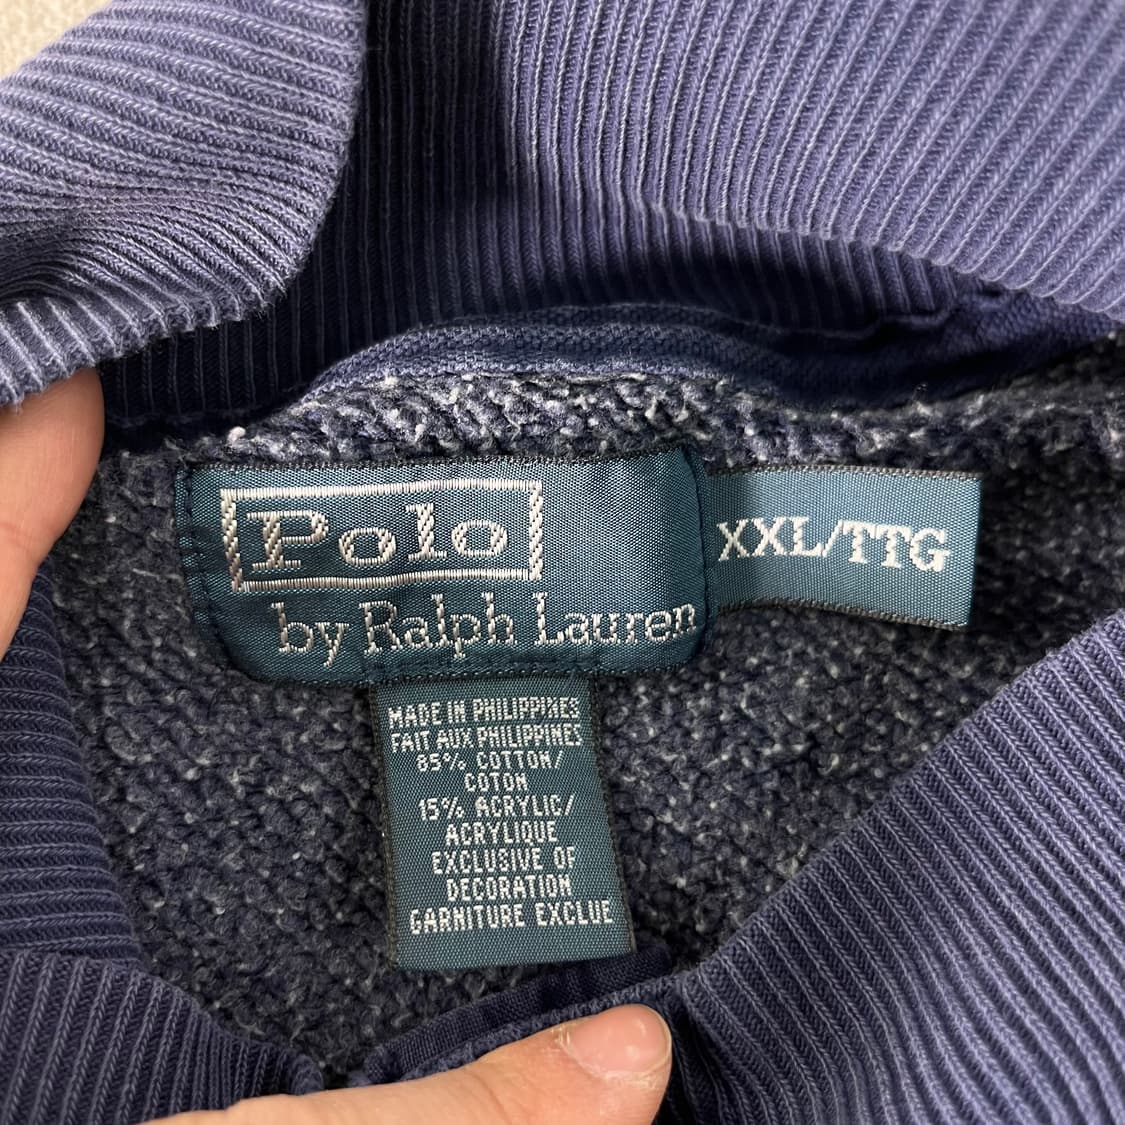 Polo
by Ralph Lauren
XXL/TTG
MADE IN PHILIPPINES
FAIT AUX PHILIPPINES
85% COTTON/
COTON
15% ACRYLIC/
ACRYLIQUE
EXCLUSIVE OF
DECORATION
GARNITURE EXCLUE